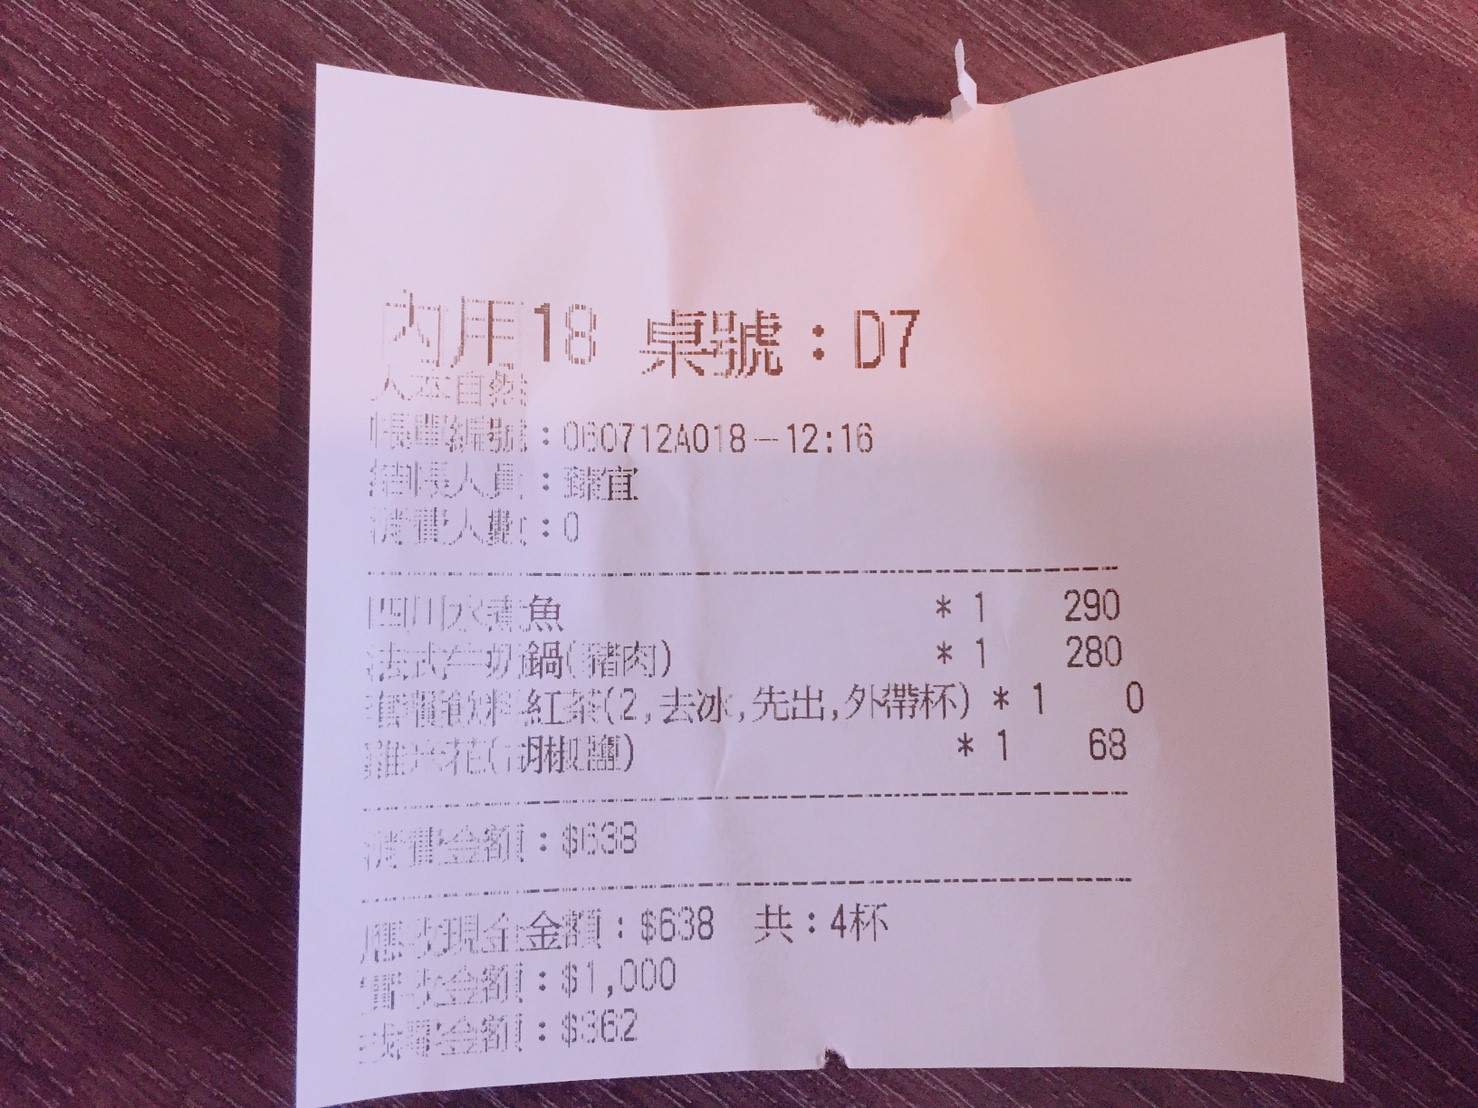 內用18 桌號：D7
人本自然
帳單編號：060712A018－12:16
結帳人員：臻宜
消費人數：0
四川水煮魚 * 1 290
法式牛奶鍋(豬肉) * 1 280
套餐飲料紅茶(2,去冰,先出,外帶杯) * 1 0
雞米花(胡椒鹽) * 1 68
消費金額：$638
應收現金金額：$638 共：4杯
實收金額：$1,000
找零金額：$362